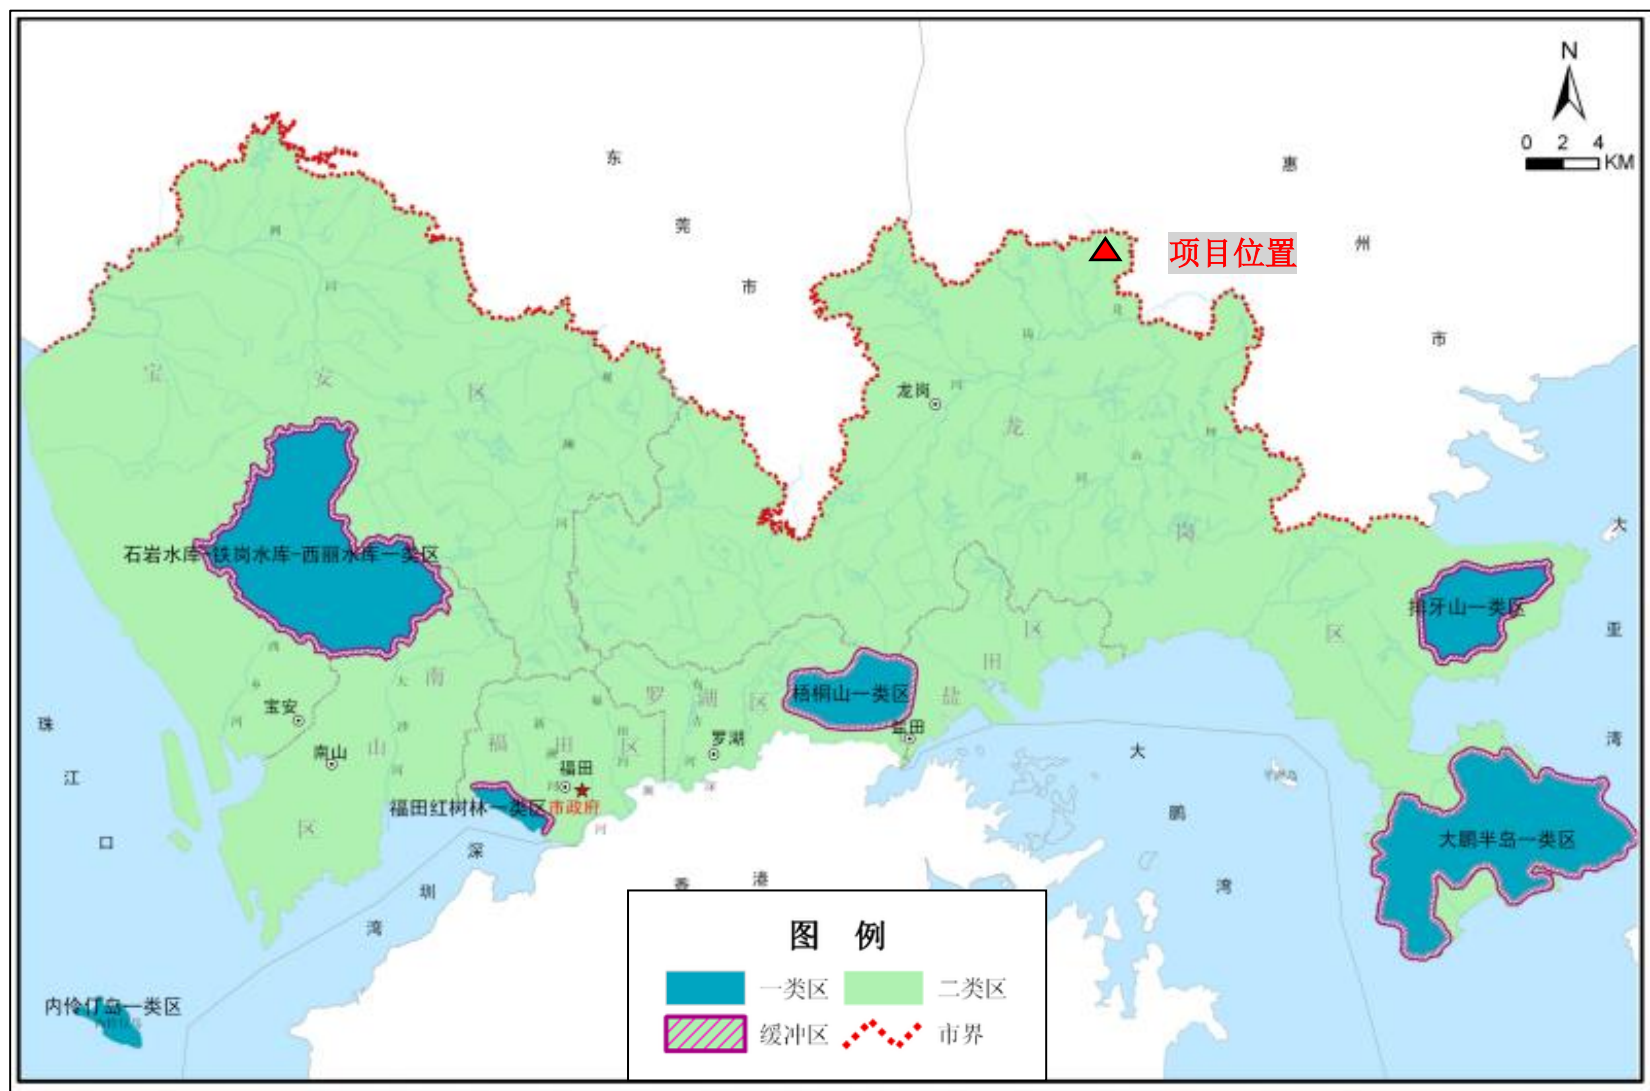 N
0 2 4
KM
东
莞
市
惠
州
市
项目位置
宝
安
区
龙岗
龙
岗
区
石岩水库-铁岗水库-西丽水库一类区
排牙山一类区
梧桐山一类区
盐
田
区
盐田
宝安
南山
南
山
区
福
田
区
福田
罗
湖
区
罗湖
福田红树林一类区
市政府
大鹏半岛一类区
内伶仃岛一类区
珠
江
口
深
圳
湾
香
港
大
鹏
湾
大
亚
湾
图 例
一类区
二类区
缓冲区
市界